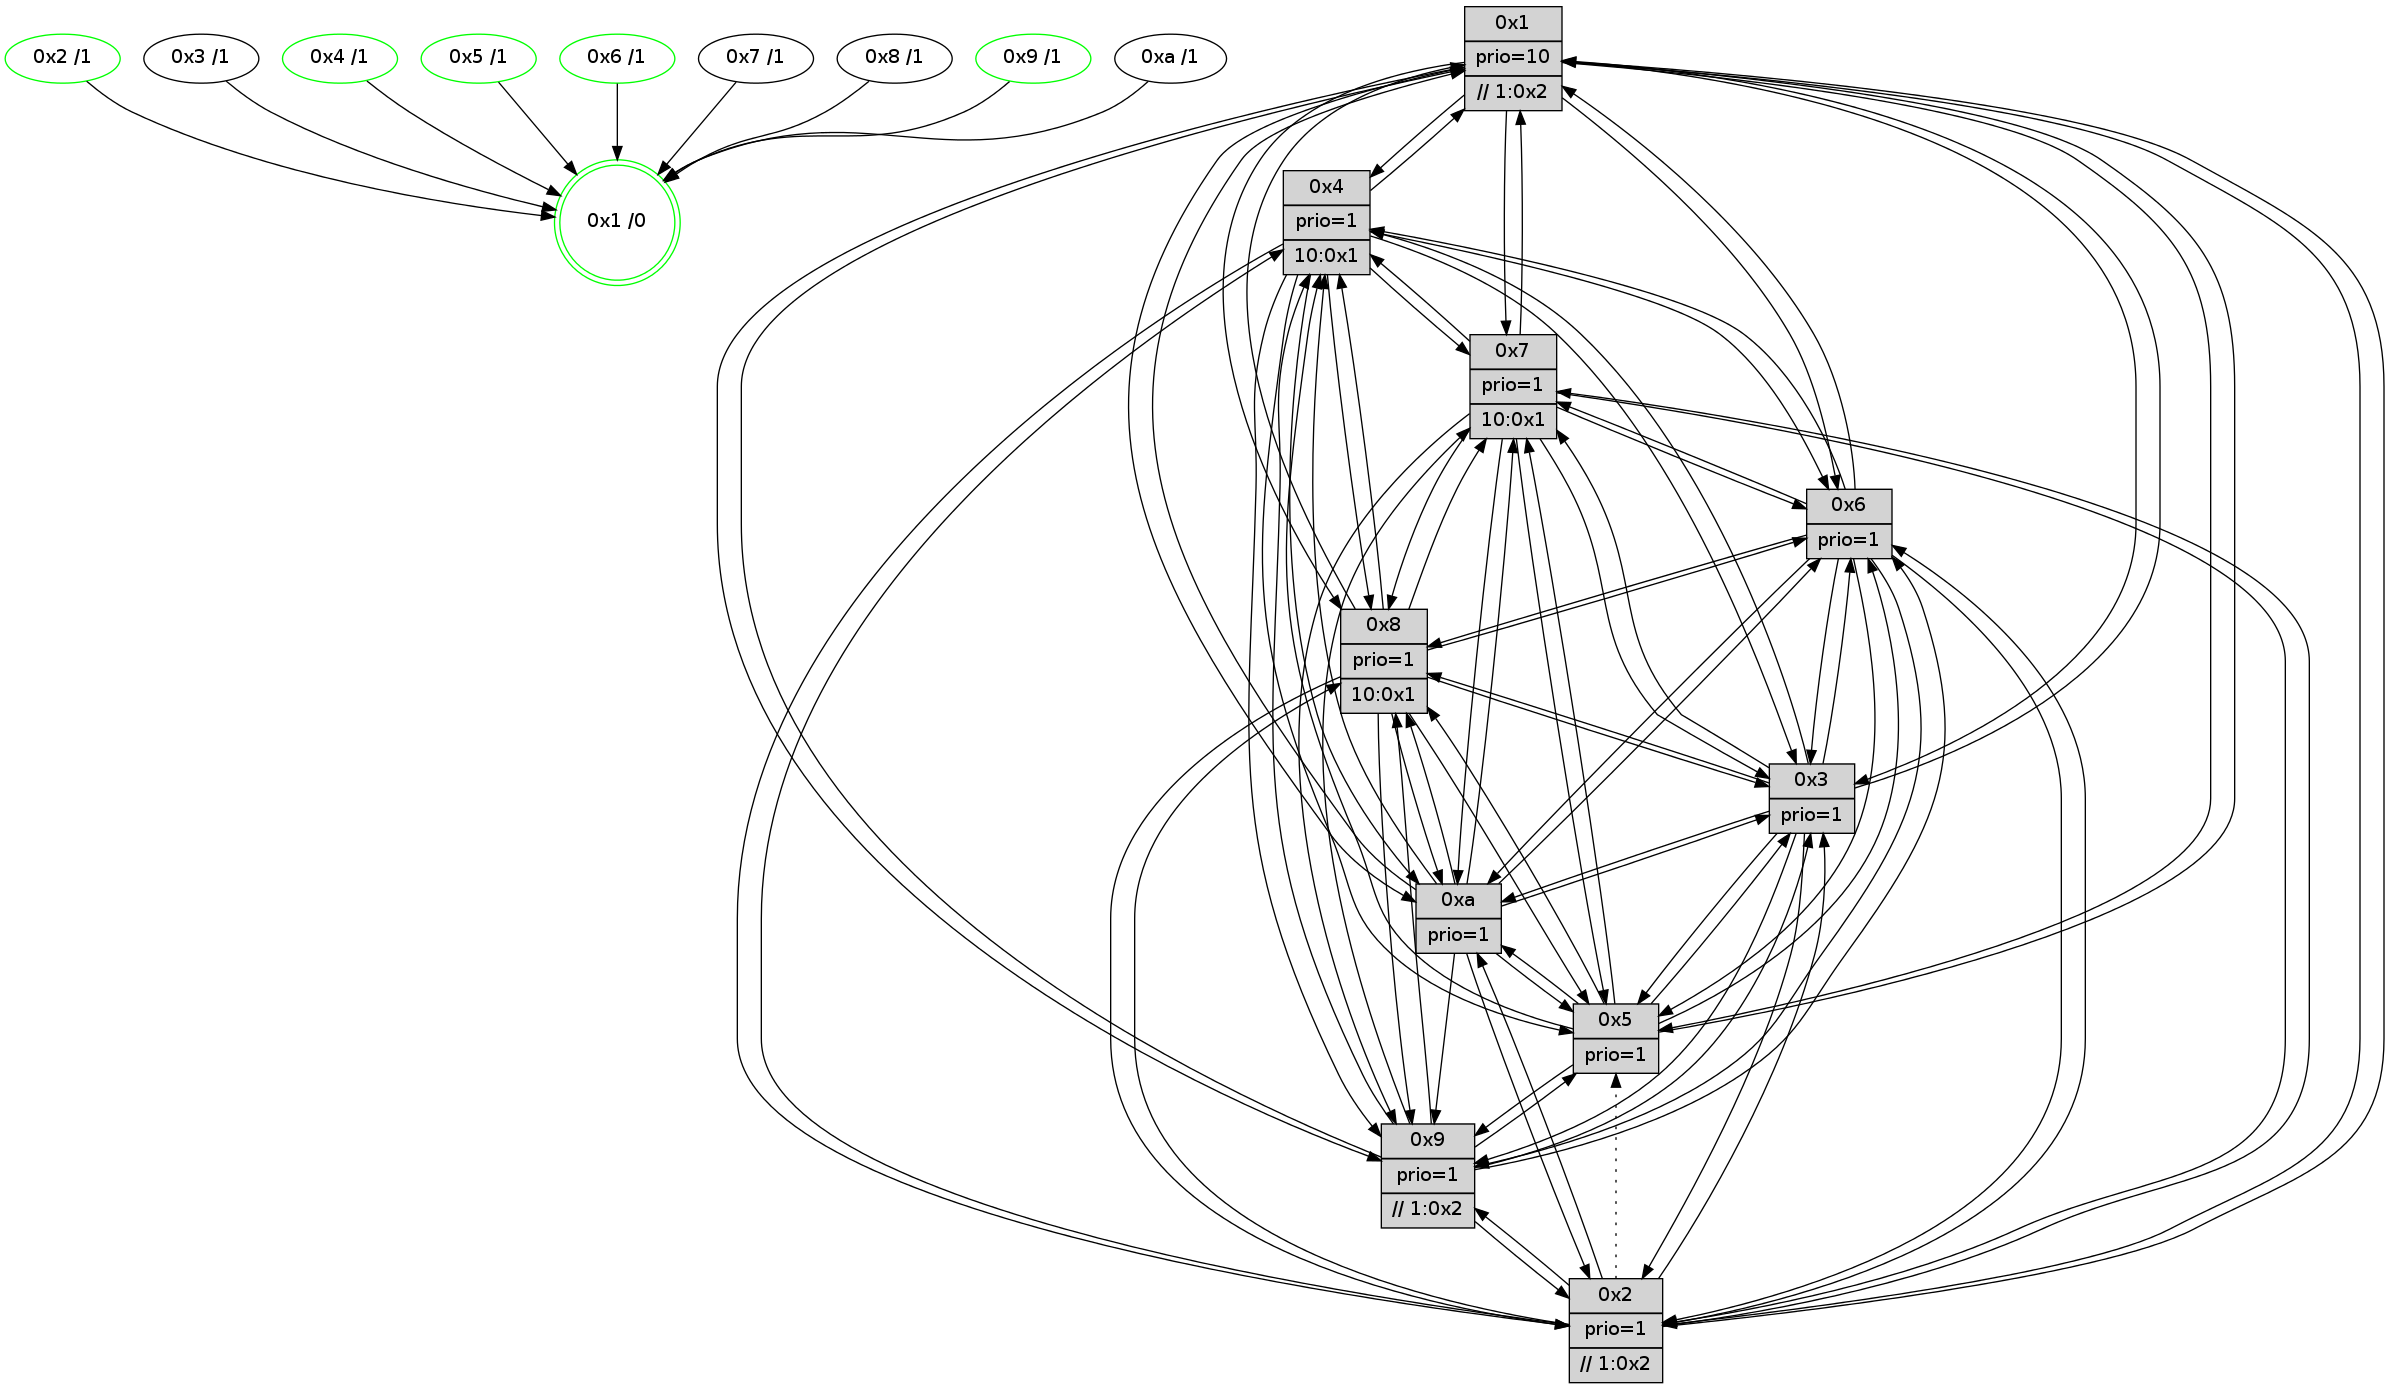 0x2 /1
0x3 /1
0x4 /1
0x5 /1
0x6 /1
0x7 /1
0x8 /1
0x9 /1
0xa /1
0x1 /0
0x1
prio=10
// 1:0x2
0x4
prio=1
10:0x1
0x7
prio=1
10:0x1
0x6
prio=1
0x8
prio=1
10:0x1
0x3
prio=1
0xa
prio=1
0x5
prio=1
0x9
prio=1
// 1:0x2
0x2
prio=1
// 1:0x2